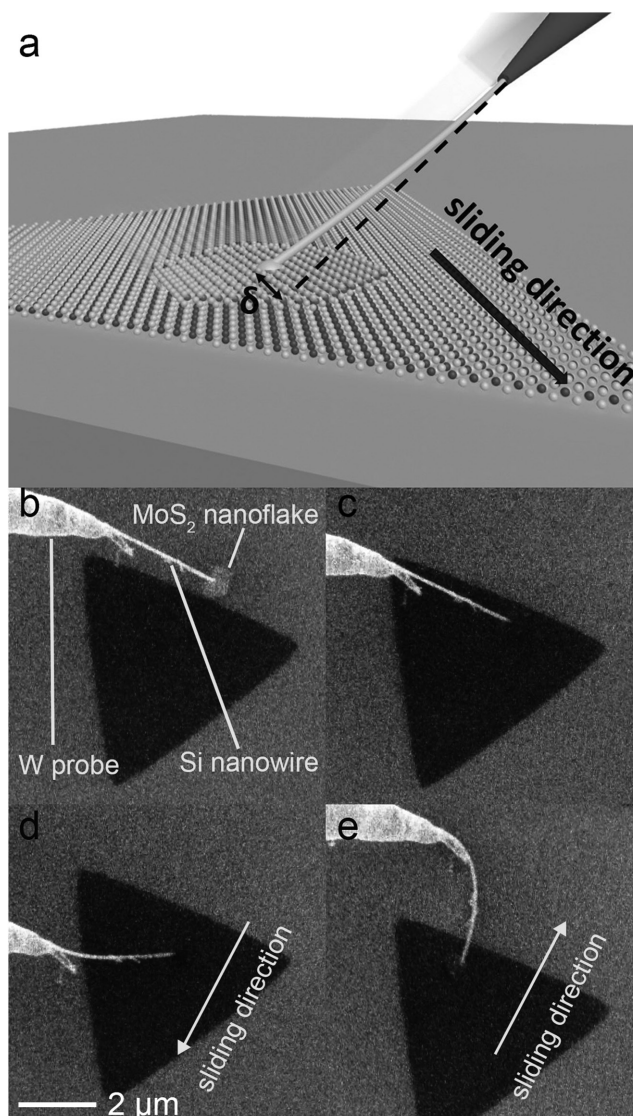 a
δ
sliding direction
b
MoS₂ nanoflake
W probe
Si nanowire
c
d
sliding direction
2 μm
e
sliding direction